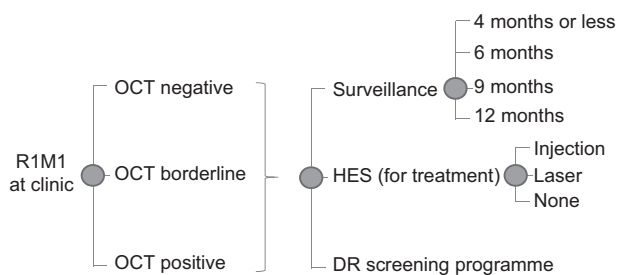 R1M1
at clinic
OCT negative
OCT borderline
OCT positive
Surveillance
4 months or less
6 months
9 months
12 months
HES (for treatment)
Injection
Laser
None
DR screening programme